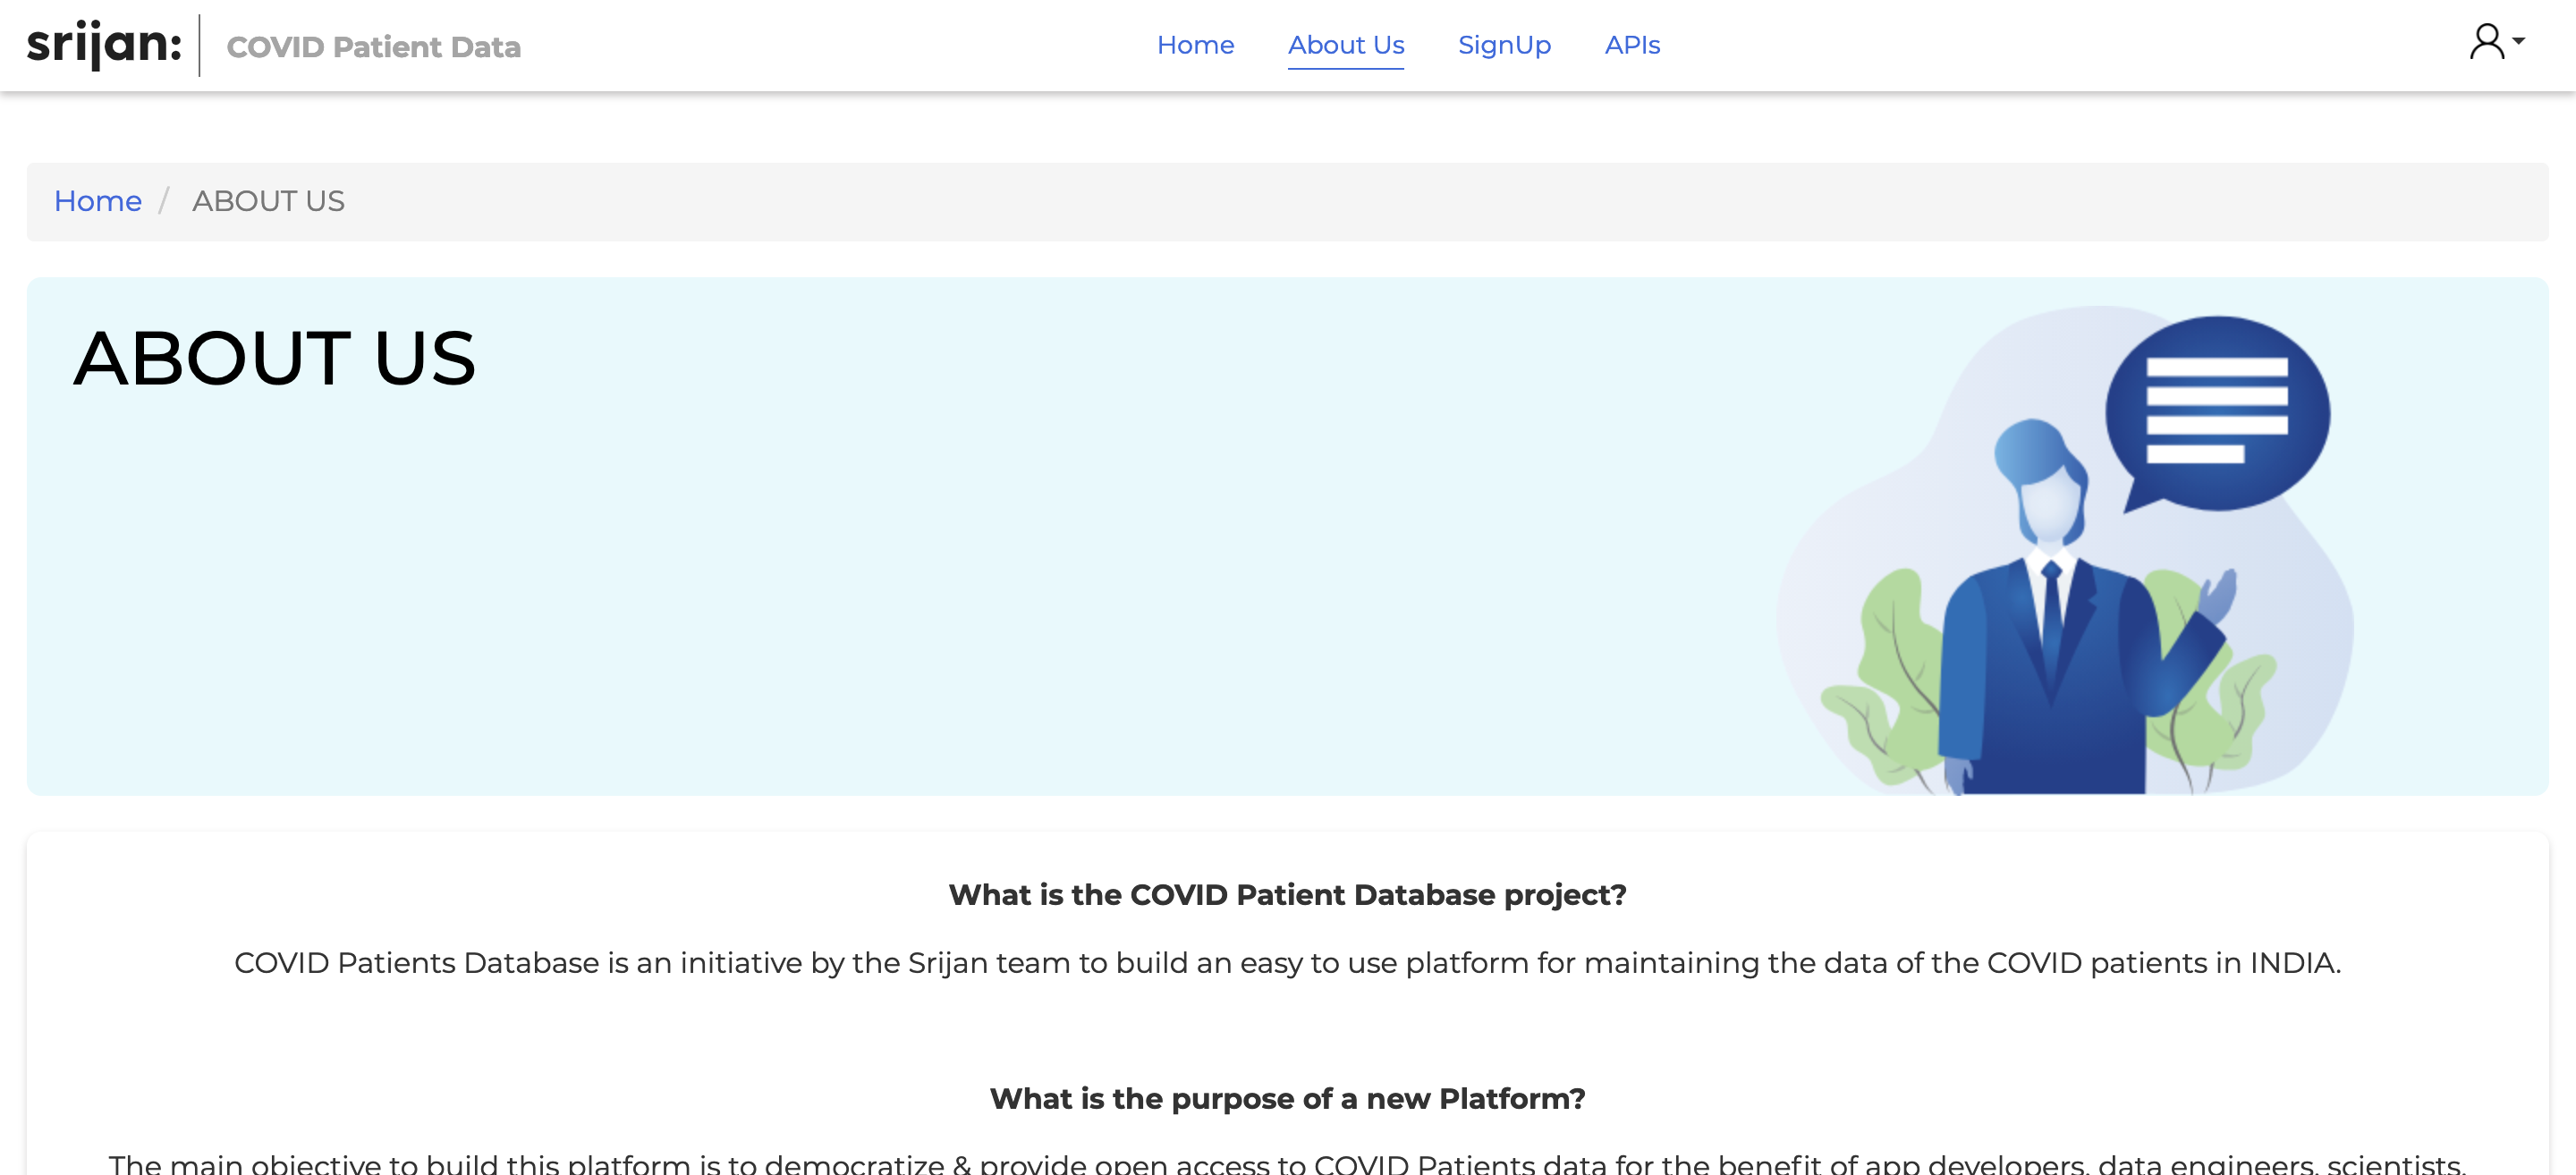 srijan: COVID Patient Data Home About Us SignUp APIs
Home / ABOUT US
ABOUT US
What is the COVID Patient Database project?
COVID Patients Database is an initiative by the Srijan team to build an easy to use platform for maintaining the data of the COVID patients in INDIA.
What is the purpose of a new Platform?
The main objective to build this platform is to democratize & provide open access to COVID Patients data for the benefit of app developers, data engineers, scientists,